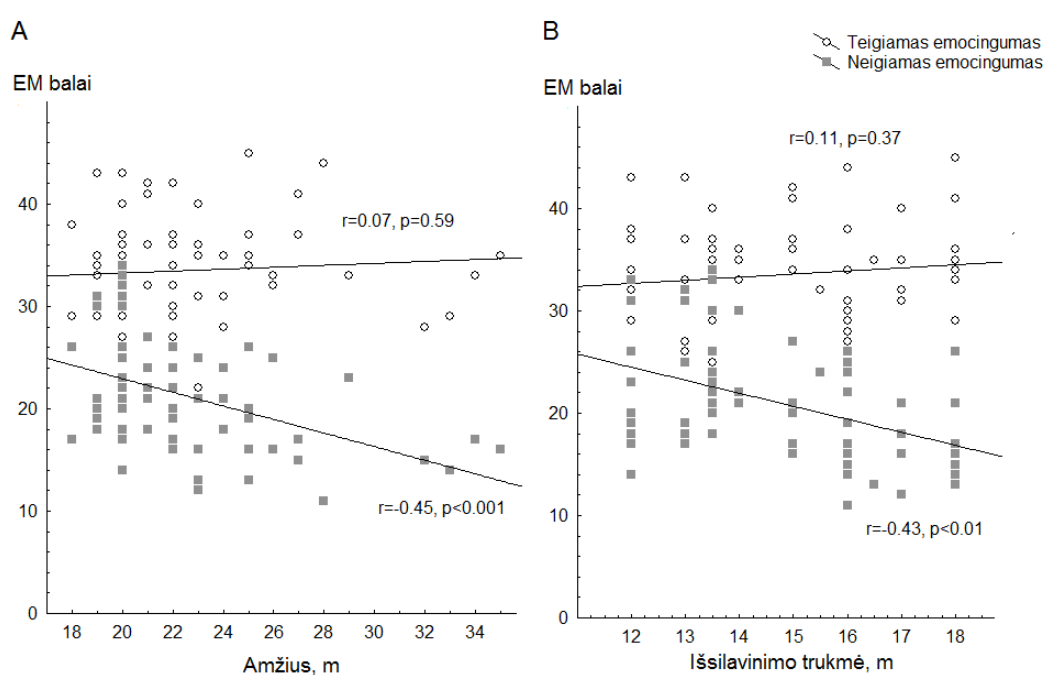 A
EM balai
r=0.07, p=0.59
r=-0.45, p<0.001
40
30
20
10
0
18 20 22 24 26 28 30 32 34
Amžius, m
B
Teigiamas emocingumas
Neigiamas emocingumas
EM balai
r=0.11, p=0.37
r=-0.43, p<0.01
40
30
20
10
0
12 13 14 15 16 17 18
Išsilavinimo trukmė, m